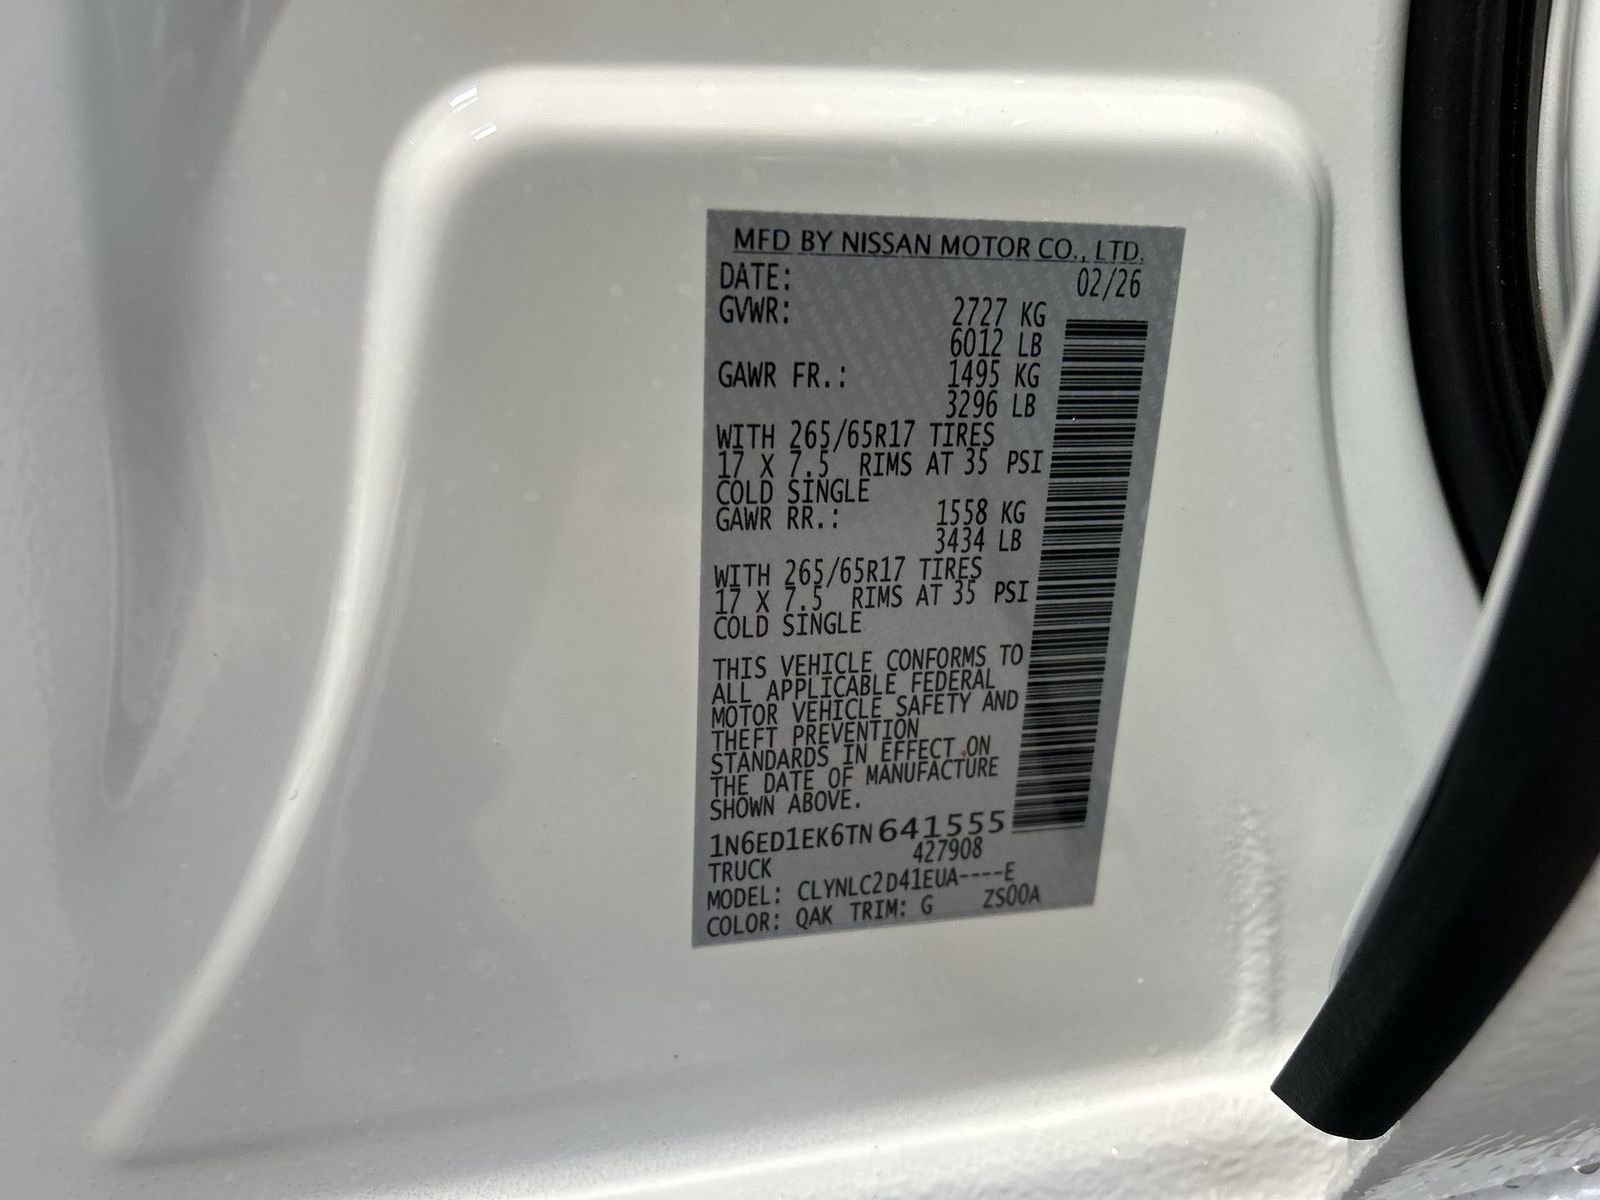 MFD BY NISSAN MOTOR CO., LTD.
DATE: 02/26
GVWR: 2727 KG
6012 LB
GAWR FR.: 1495 KG
3296 LB
WITH 265/65R17 TIRES
17 X 7.5 RIMS AT 35 PSI
COLD SINGLE
GAWR RR.: 1558 KG
3434 LB
WITH 265/65R17 TIRES
17 X 7.5 RIMS AT 35 PSI
COLD SINGLE
THIS VEHICLE CONFORMS TO
ALL APPLICABLE FEDERAL
MOTOR VEHICLE SAFETY AND
THEFT PREVENTION
STANDARDS IN EFFECT ON
THE DATE OF MANUFACTURE
SHOWN ABOVE.
1N6ED1EK6TN641555
TRUCK 427908
MODEL: CLYNLC2D41EUA----E
COLOR: QAK TRIM: G ZS00A